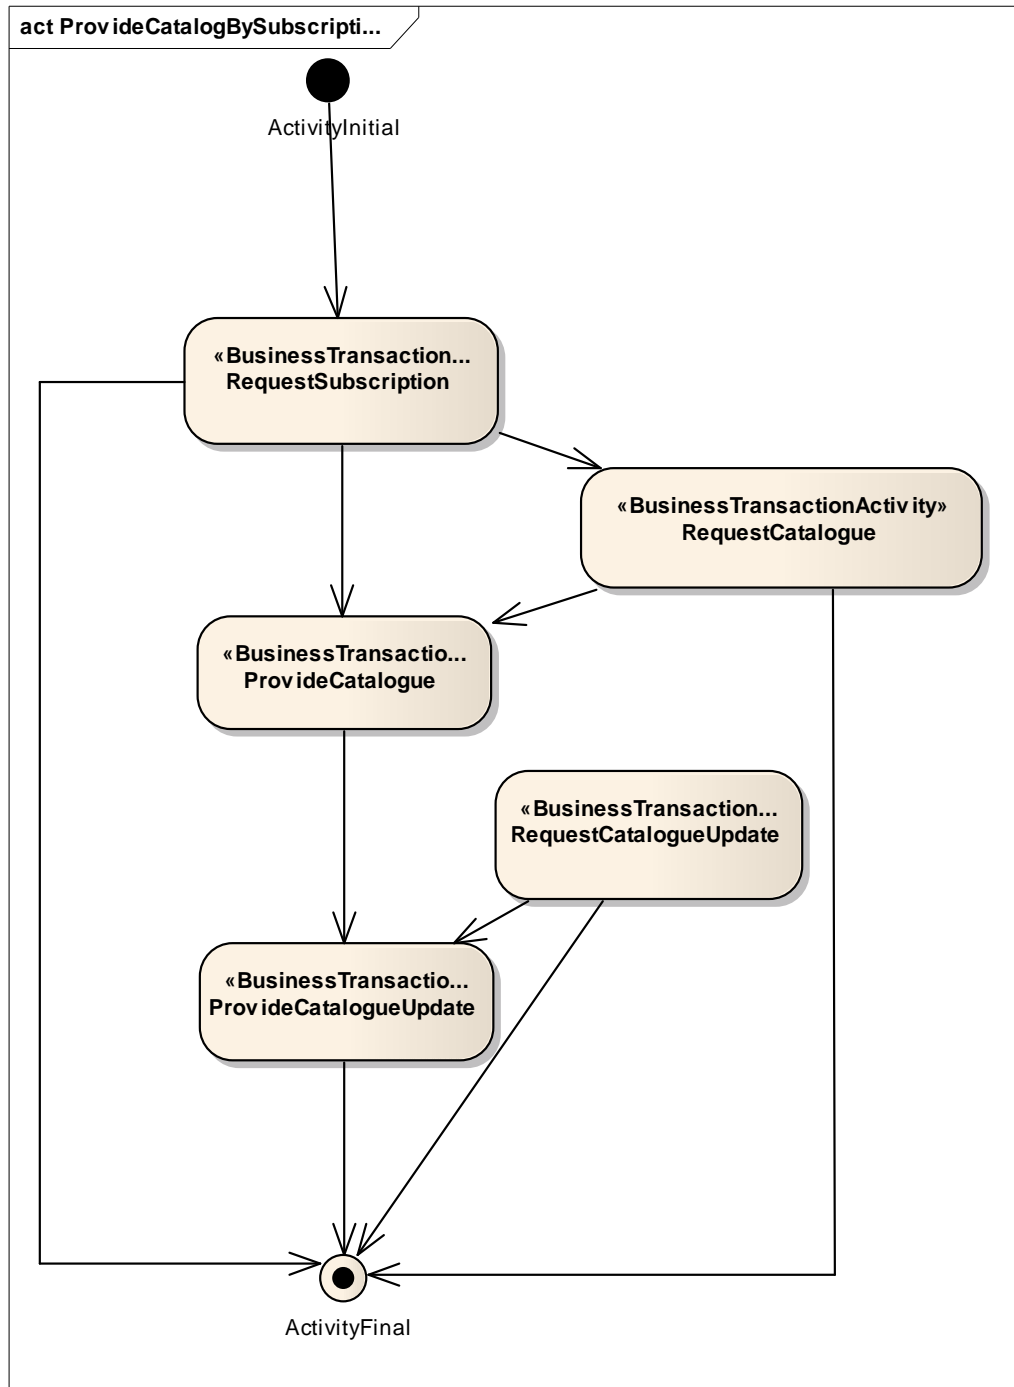 act ProvideCatalogBySubscripti...
ActivityInitial
«BusinessTransaction...
RequestSubscription
«BusinessTransactionActivity»
RequestCatalogue
«BusinessTransactio...
ProvideCatalogue
«BusinessTransaction...
RequestCatalogueUpdate
«BusinessTransactio...
ProvideCatalogueUpdate
ActivityFinal